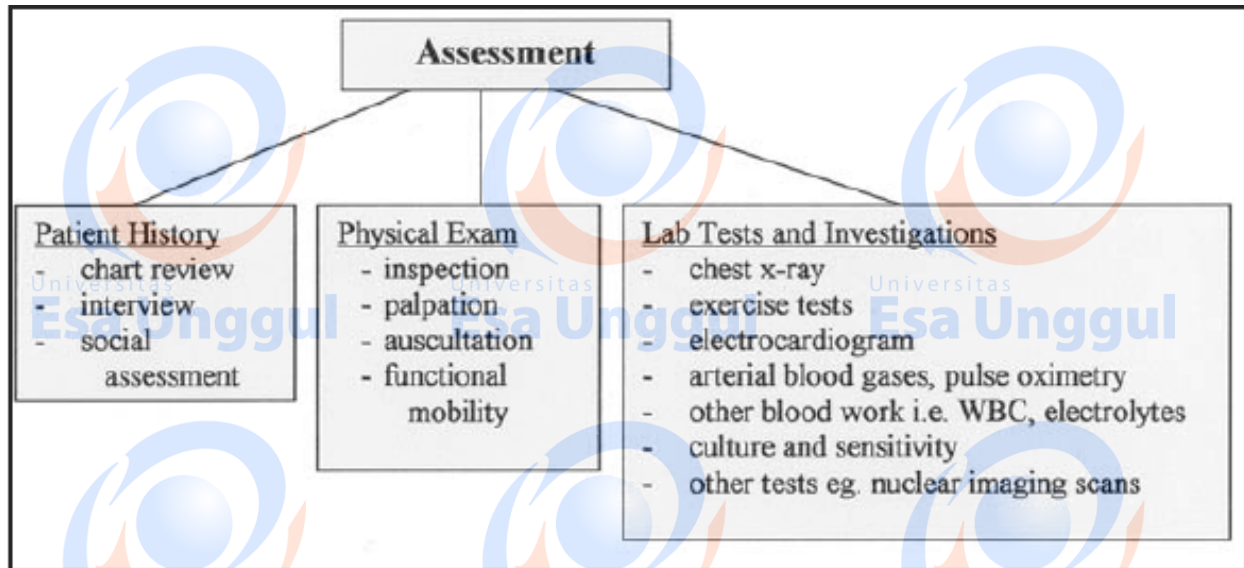 Assessment
Patient History
- chart review
- interview
- social
assessment
Physical Exam
- inspection
- palpation
- auscultation
- functional
mobility
Lab Tests and Investigations
- chest x-ray
- exercise tests
- electrocardiogram
- arterial blood gases, pulse oximetry
- other blood work i.e. WBC, electrolytes
- culture and sensitivity
- other tests eg. nuclear imaging scans
Universitas
Esa Unggul
Universitas
Esa Unggul
Universitas
Esa Unggul